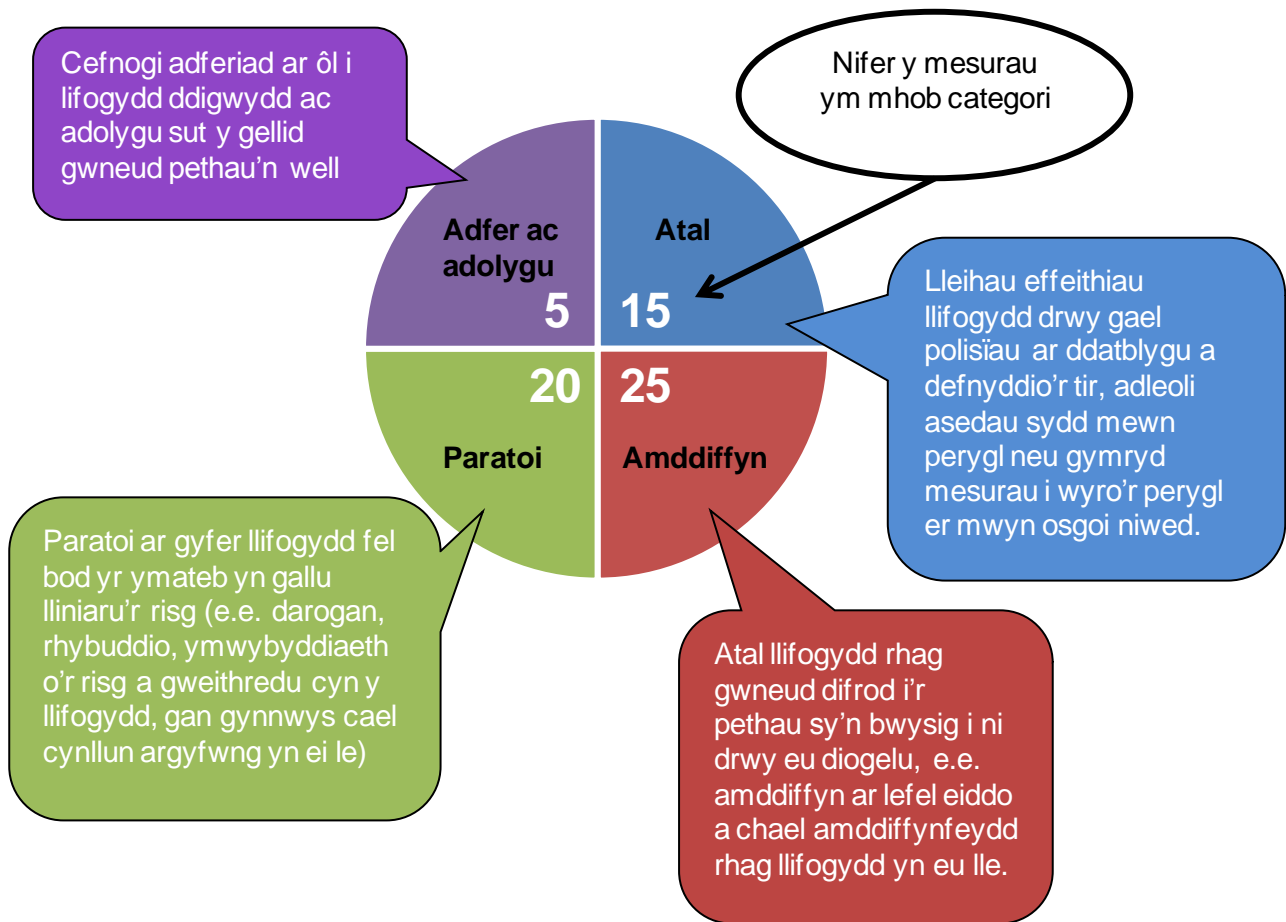 Cefnogi adferiad ar ôl i
lifogydd ddigwydd ac
adolygu sut y gellid
gwneud pethau'n well
Nifer y mesurau
ym mhob categori
Adfer ac
adolygu
5
Atal
15
Lleihau effeithiau
llifogydd drwy gael
polisïau ar ddatblygu a
defnyddio'r tir, adleoli
asedau sydd mewn
perygl neu gymryd
mesurau i wyro'r perygl
er mwyn osgoi niwed.
20
Paratoi
25
Amddiffyn
Paratoi ar gyfer llifogydd fel
bod yr ymateb yn gallu
lliniaru'r risg (e.e. darogan,
rhybuddio, ymwybyddiaeth
o'r risg a gweithredu cyn y
llifogydd, gan gynnwys cael
cynllun argyfwng yn ei le)
Atal llifogydd rhag
gwneud difrod i'r
pethau sy'n bwysig i ni
drwy eu diogelu, e.e.
amddiffyn ar lefel eiddo
a chael amddiffynfeydd
rhag llifogydd yn eu lle.